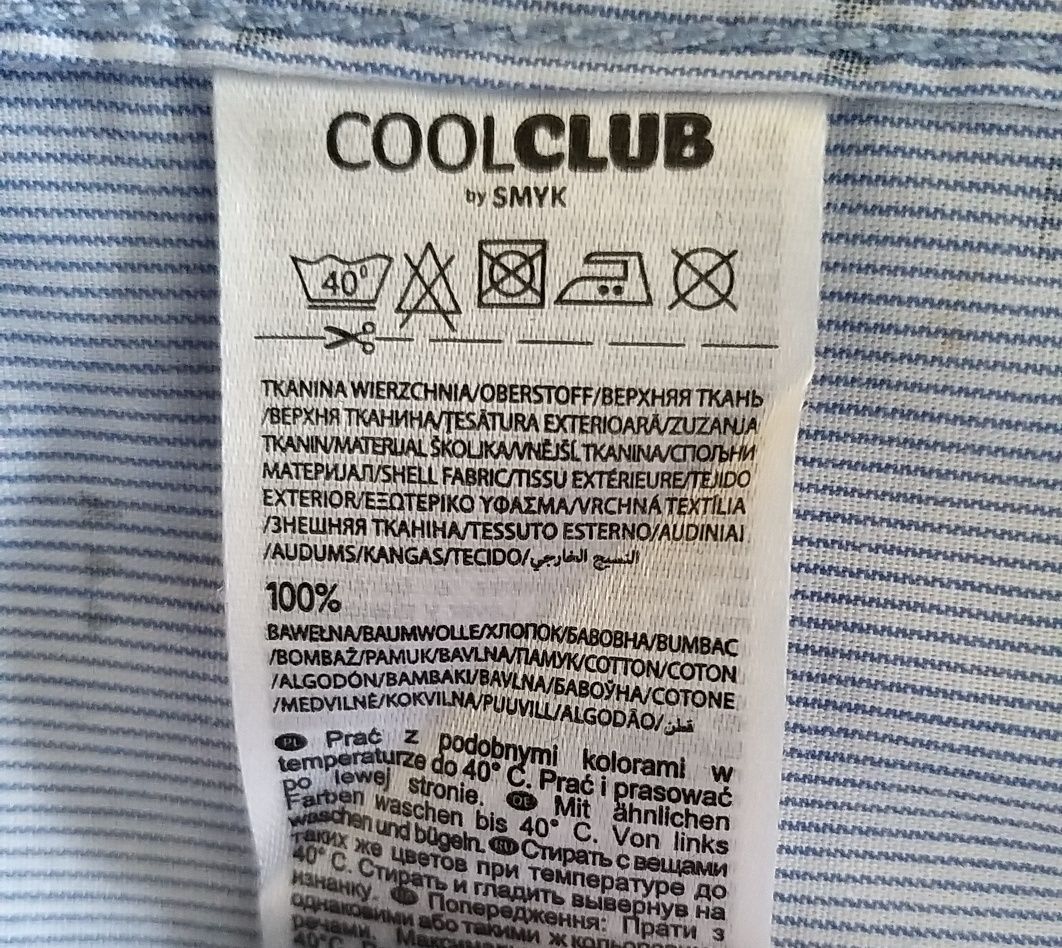 COOLCLUB
by SMYK
40°
TKANINA WIERZCHNIA/OBERSTOFF/ВЕРХНЯЯ ТКАНЬ
/ВЕРХНЯ ТКАНИНА/ȚESĂTURA EXTERIOARĂ/ZUZANJA
TKANIN/MATERIJAL ŠKOLJKA/VNĚJŠÍ TKANINA/СПОЉНИ
МАТЕРИЈАЛ/SHELL FABRIC/TISSU EXTÉRIEURE/TEJIDO
EXTERIOR/ΕΞΩΤΕΡΙΚΟ ΥΦΑΣΜΑ/VRCHNÁ TEXTÍLIA
/ЗНЕШНЯЯ ТКАНІНА/TESSUTO ESTERNO/AUDINIAI
/AUDUMS/KANGAS/TECIDO/النسيج الخارجي
100%
BAWEŁNA/BAUMWOLLE/ХЛОПОК/БАВОВНА/BUMBAC
/BOMBAŽ/PAMUK/BAVLNA/ПАМУК/COTTON/COTON
/ALGODÓN/ΒΑΜΒΑΚΙ/BAVLNA/БАВОЎНА/COTONE
/MEDVILNĖ/KOKVILNA/PUUVILL/ALGODÃO/قطن
PL Prać z podobnymi kolorami w
temperaturze do 40° C. Prać i prasować
po lewej stronie. DE Mit ähnlichen
Farben waschen bis 40° C. Von links
waschen und bügeln. RU Стирать с вещами
таких же цветов при температуре до
40° C. Стирать и гладить вывернув на
изнанку. Попередження: Прати з
однаковими або такими ж кольоровими
речами.
40°C.